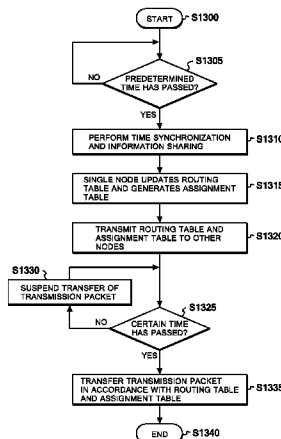 START
S1300
S1305
NO
PREDETERMINED
TIME HAS PASSED?
YES
PERFORM TIME SYNCHRONIZATION
AND INFORMATION SHARING
S1310
SINGLE NODE UPDATES ROUTING
TABLE AND GENERATES ASSIGNMENT
TABLE
S1315
TRANSMIT ROUTING TABLE
AND ASSIGNMENT TABLE TO OTHER
NODES
S1320
S1330
SUSPEND TRANSFER OF
TRANSMISSION PACKET
S1325
NO
CERTAIN TIME
HAS PASSED?
YES
TRANSFER TRANSMISSION PACKET
IN ACCORDANCE WITH ROUTING TABLE
AND ASSIGNMENT TABLE
S1335
END
S1340